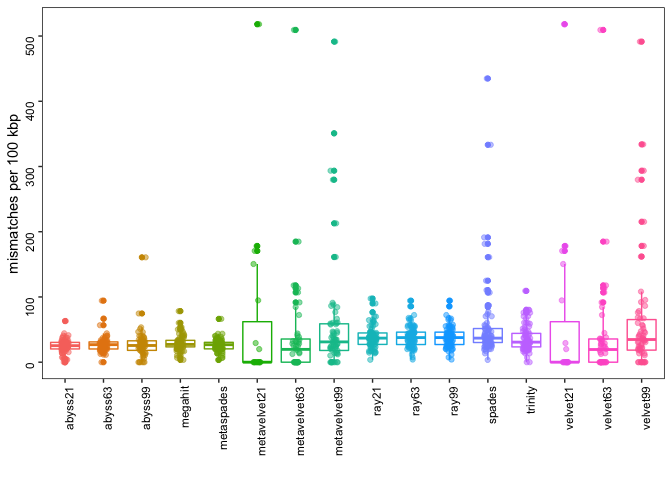 mismatches per 100 kbp
500
400
300
200
100
0
abyss21
abyss63
abyss99
megahit
metaspades
metavelvet21
metavelvet63
metavelvet99
ray21
ray63
ray99
spades
trinity
velvet21
velvet63
velvet99